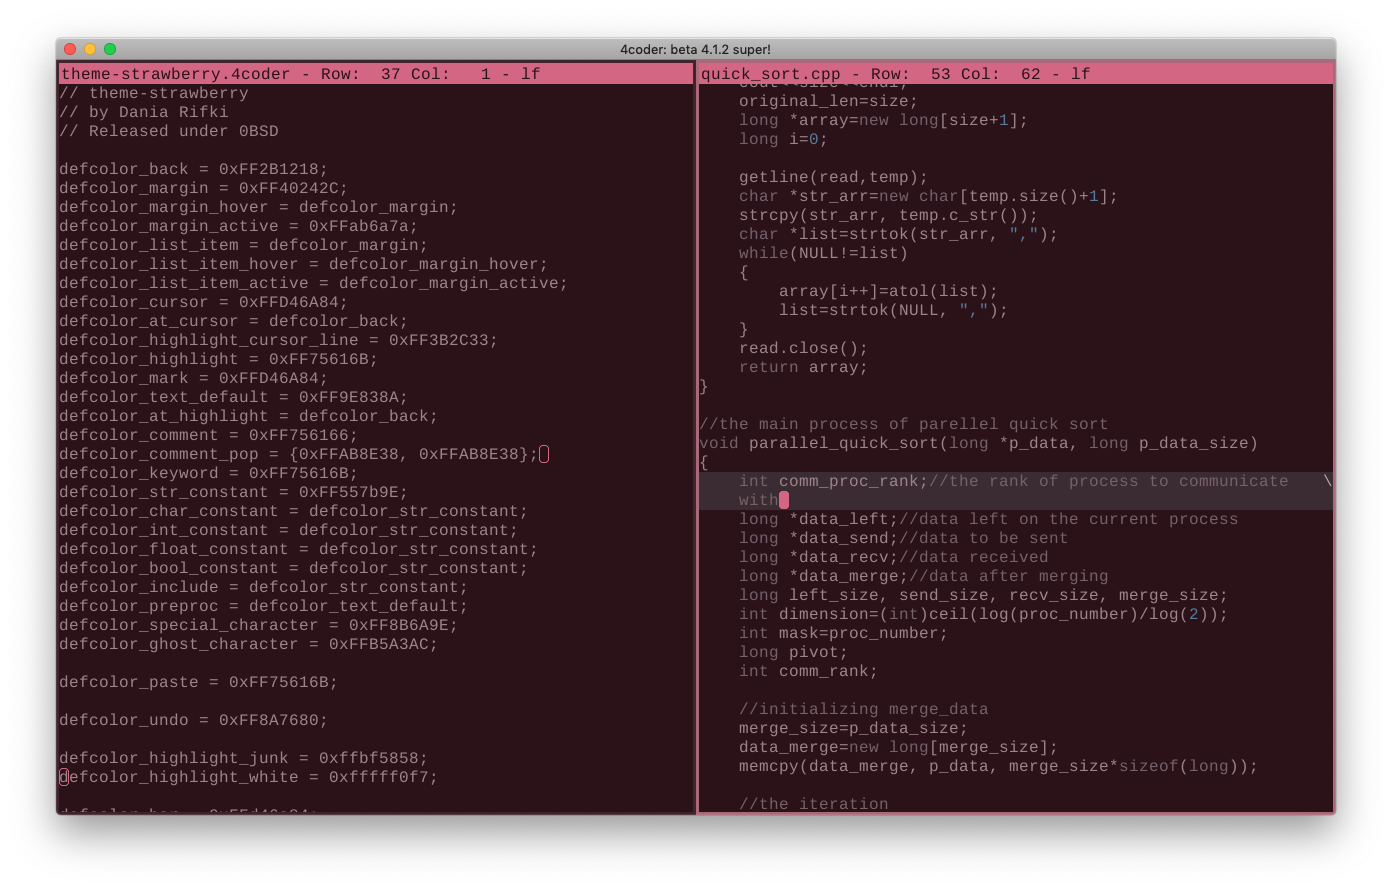 4coder: beta 4.1.2 super!
theme-strawberry.4coder - Row:  37 Col:   1 - lf
// theme-strawberry
// by Dania Rifki
// Released under 0BSD
defcolor_back = 0xFF2B1218;
defcolor_margin = 0xFF40242C;
defcolor_margin_hover = defcolor_margin;
defcolor_margin_active = 0xFFab6a7a;
defcolor_list_item = defcolor_margin;
defcolor_list_item_hover = defcolor_margin_hover;
defcolor_list_item_active = defcolor_margin_active;
defcolor_cursor = 0xFFD46A84;
defcolor_at_cursor = defcolor_back;
defcolor_highlight_cursor_line = 0xFF3B2C33;
defcolor_highlight = 0xFF75616B;
defcolor_mark = 0xFFD46A84;
defcolor_text_default = 0xFF9E838A;
defcolor_at_highlight = defcolor_back;
defcolor_comment = 0xFF756166;
defcolor_comment_pop = {0xFFAB8E38, 0xFFAB8E38};
defcolor_keyword = 0xFF75616B;
defcolor_str_constant = 0xFF557b9E;
defcolor_char_constant = defcolor_str_constant;
defcolor_int_constant = defcolor_str_constant;
defcolor_float_constant = defcolor_str_constant;
defcolor_bool_constant = defcolor_str_constant;
defcolor_include = defcolor_str_constant;
defcolor_preproc = defcolor_text_default;
defcolor_special_character = 0xFF8B6A9E;
defcolor_ghost_character = 0xFFB5A3AC;
defcolor_paste = 0xFF75616B;
defcolor_undo = 0xFF8A7680;
defcolor_highlight_junk = 0xffbf5858;
defcolor_highlight_white = 0xfffff0f7;
quick_sort.cpp - Row:  53 Col:  62 - lf
cout<<size<<endl;
original_len=size;
long *array=new long[size+1];
long i=0;
getline(read,temp);
char *str_arr=new char[temp.size()+1];
strcpy(str_arr, temp.c_str());
char *list=strtok(str_arr, ",");
while(NULL!=list)
{
array[i++]=atol(list);
list=strtok(NULL, ",");
}
read.close();
return array;
}
//the main process of parellel quick sort
void parallel_quick_sort(long *p_data, long p_data_size)
{
int comm_proc_rank;//the rank of process to communicate \
with
long *data_left;//data left on the current process
long *data_send;//data to be sent
long *data_recv;//data received
long *data_merge;//data after merging
long left_size, send_size, recv_size, merge_size;
int dimension=(int)ceil(log(proc_number)/log(2));
int mask=proc_number;
long pivot;
int comm_rank;
//initializing merge_data
merge_size=p_data_size;
data_merge=new long[merge_size];
memcpy(data_merge, p_data, merge_size*sizeof(long));
//the iteration